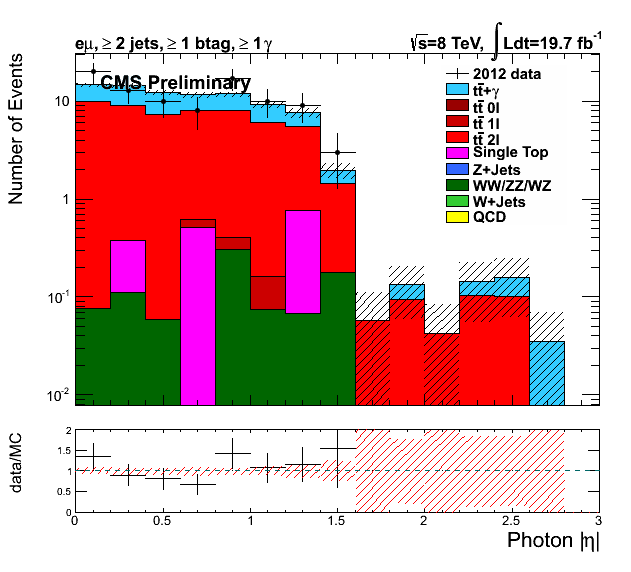 eμ, ≥ 2 jets, ≥ 1 btag, ≥ 1 γ
√s=8 TeV, ∫Ldt=19.7 fb⁻¹
CMS Preliminary
2012 data
tt̄+γ
tt̄ 0l
tt̄ 1l
tt̄ 2l
Single Top
Z+Jets
WW/ZZ/WZ
W+Jets
QCD
Number of Events
10
1
10⁻¹
10⁻²
data/MC
2
1.5
1
0.5
0
0 0.5 1 1.5 2 2.5 3
Photon |η|